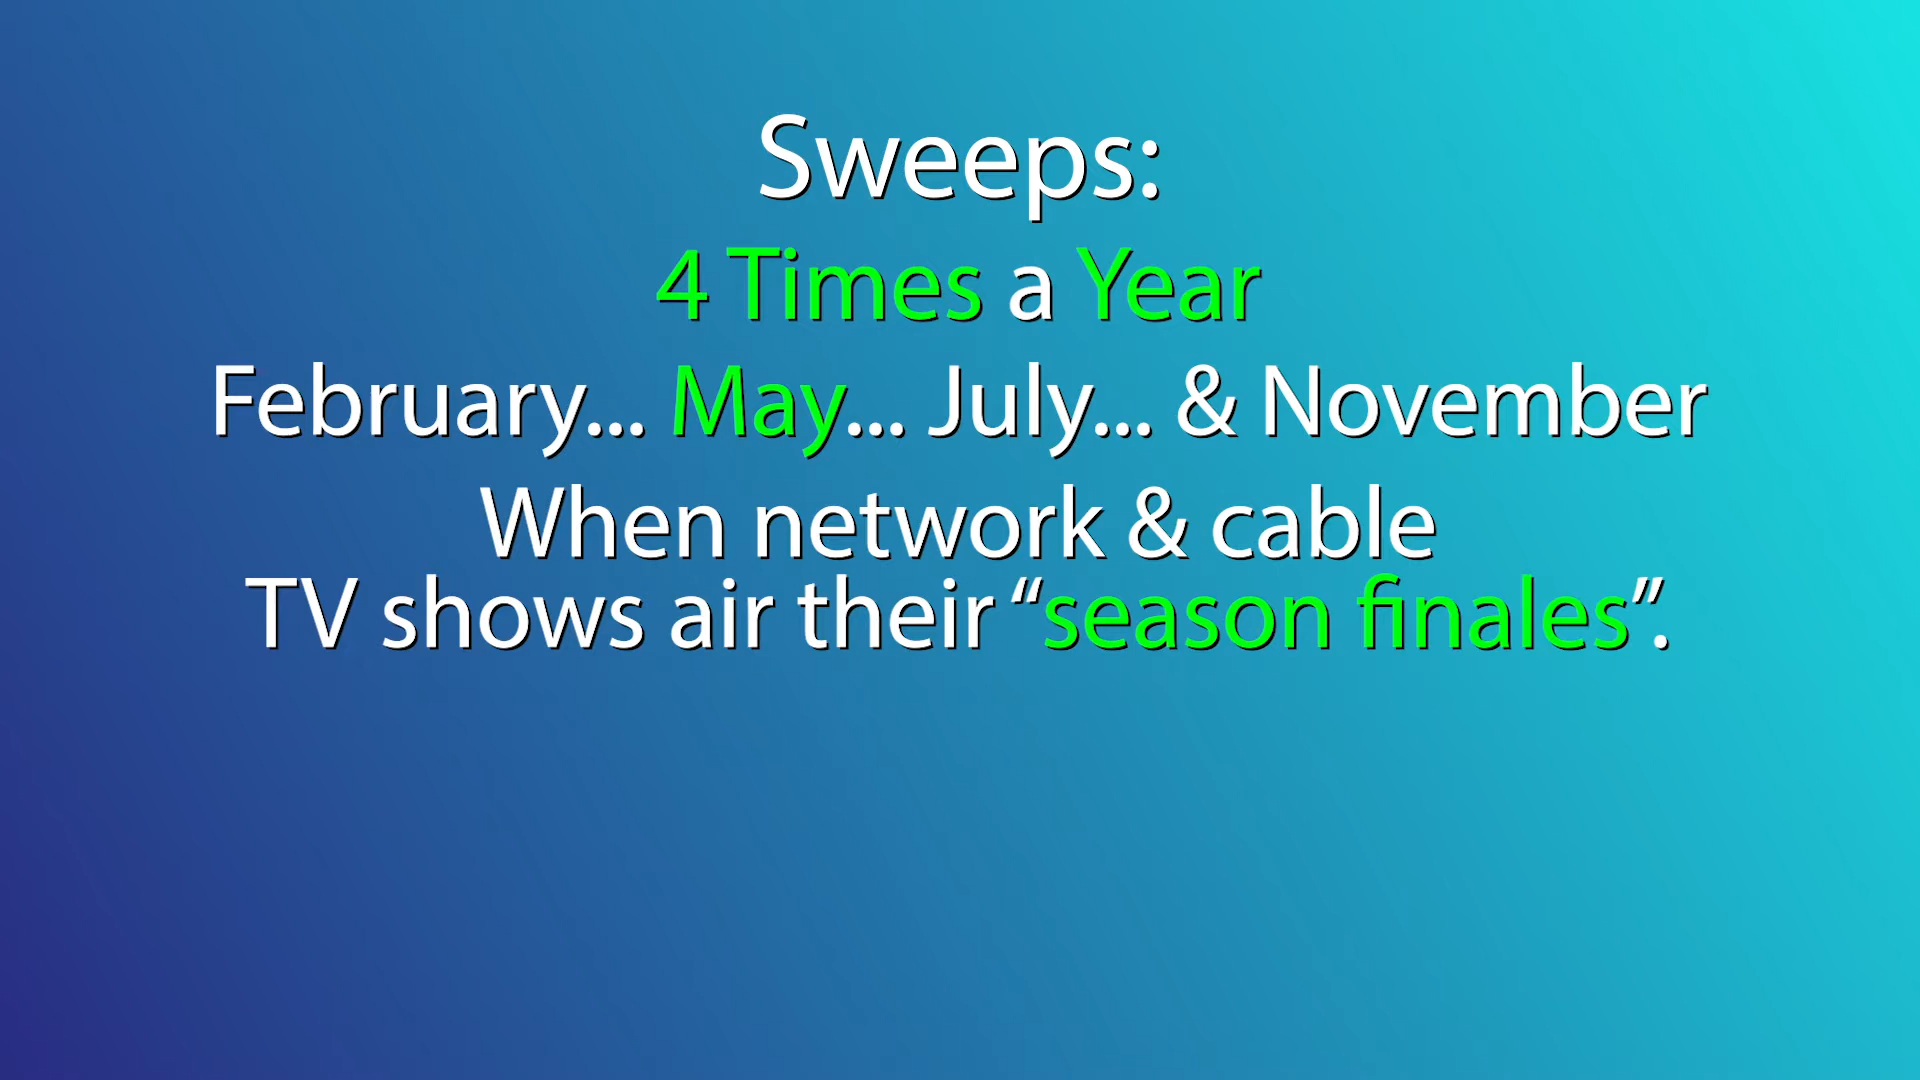 Sweeps:
4 Times a Year
February... May... July... & November
When network & cable
TV shows air their “season finales”.